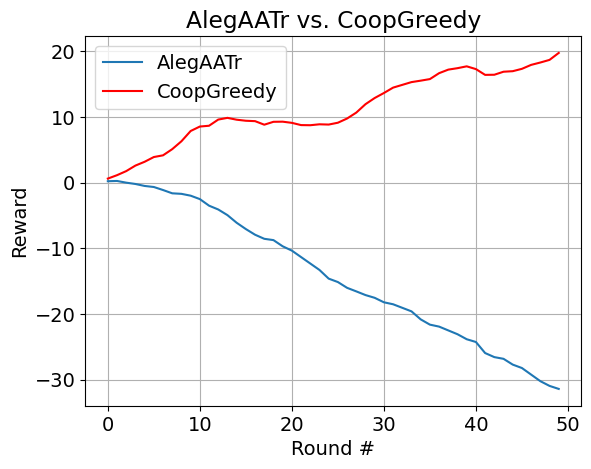 AlegAATr vs. CoopGreedy
AlegAATr
CoopGreedy
Reward
20
10
0
−10
−20
−30
0 10 20 30 40 50
Round #